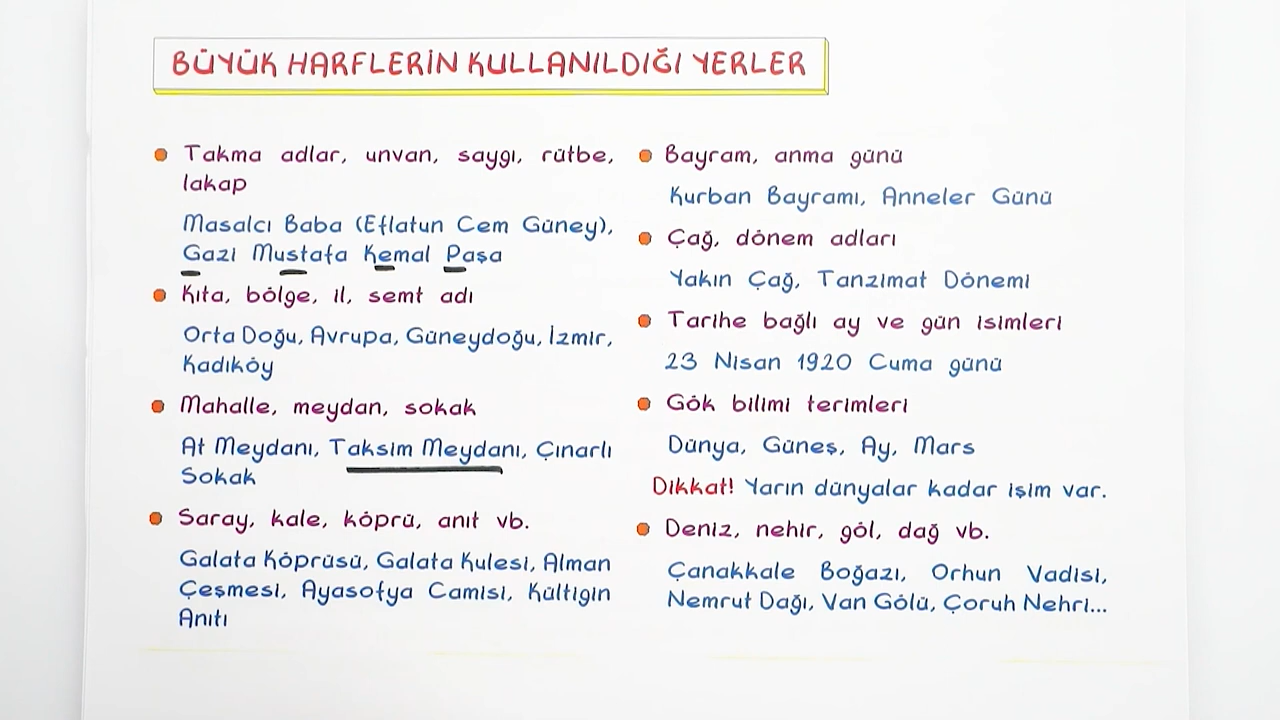 BÜYÜK HARFLERİN KULLANILDIĞI YERLER
Takma adlar, unvan, saygı, rütbe,
lakap
Masalcı Baba (Eflatun Cem Güney),
Gazi Mustafa Kemal Paşa
Kıta, bölge, il, semt adı
Orta Doğu, Avrupa, Güneydoğu, İzmir,
Kadıköy
Mahalle, meydan, sokak
At Meydanı, Taksim Meydanı, Çınarlı
Sokak
Saray, kale, köprü, anıt vb.
Galata Köprüsü, Galata Kulesi, Alman
Çeşmesi, Ayasofya Camisi, Kültigin
Anıtı
Bayram, anma günü
Kurban Bayramı, Anneler Günü
Çağ, dönem adları
Yakın Çağ, Tanzimat Dönemi
Tarihe bağlı ay ve gün isimleri
23 Nisan 1920 Cuma günü
Gök bilimi terimleri
Dünya, Güneş, Ay, Mars
Dikkat! Yarın dünyalar kadar işim var.
Deniz, nehir, göl, dağ vb.
Çanakkale Boğazı, Orhun Vadisi,
Nemrut Dağı, Van Gölü, Çoruh Nehri...